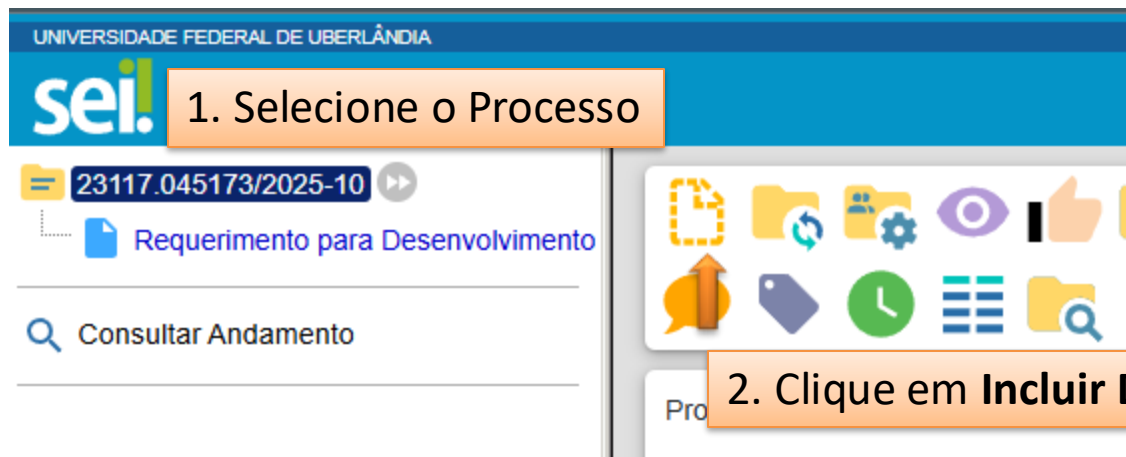 UNIVERSIDADE FEDERAL DE UBERLÂNDIA
sei!
1. Selecione o Processo
23117.045173/2025-10
Requerimento para Desenvolvimento
Consultar Andamento
2. Clique em Incluir
Pro